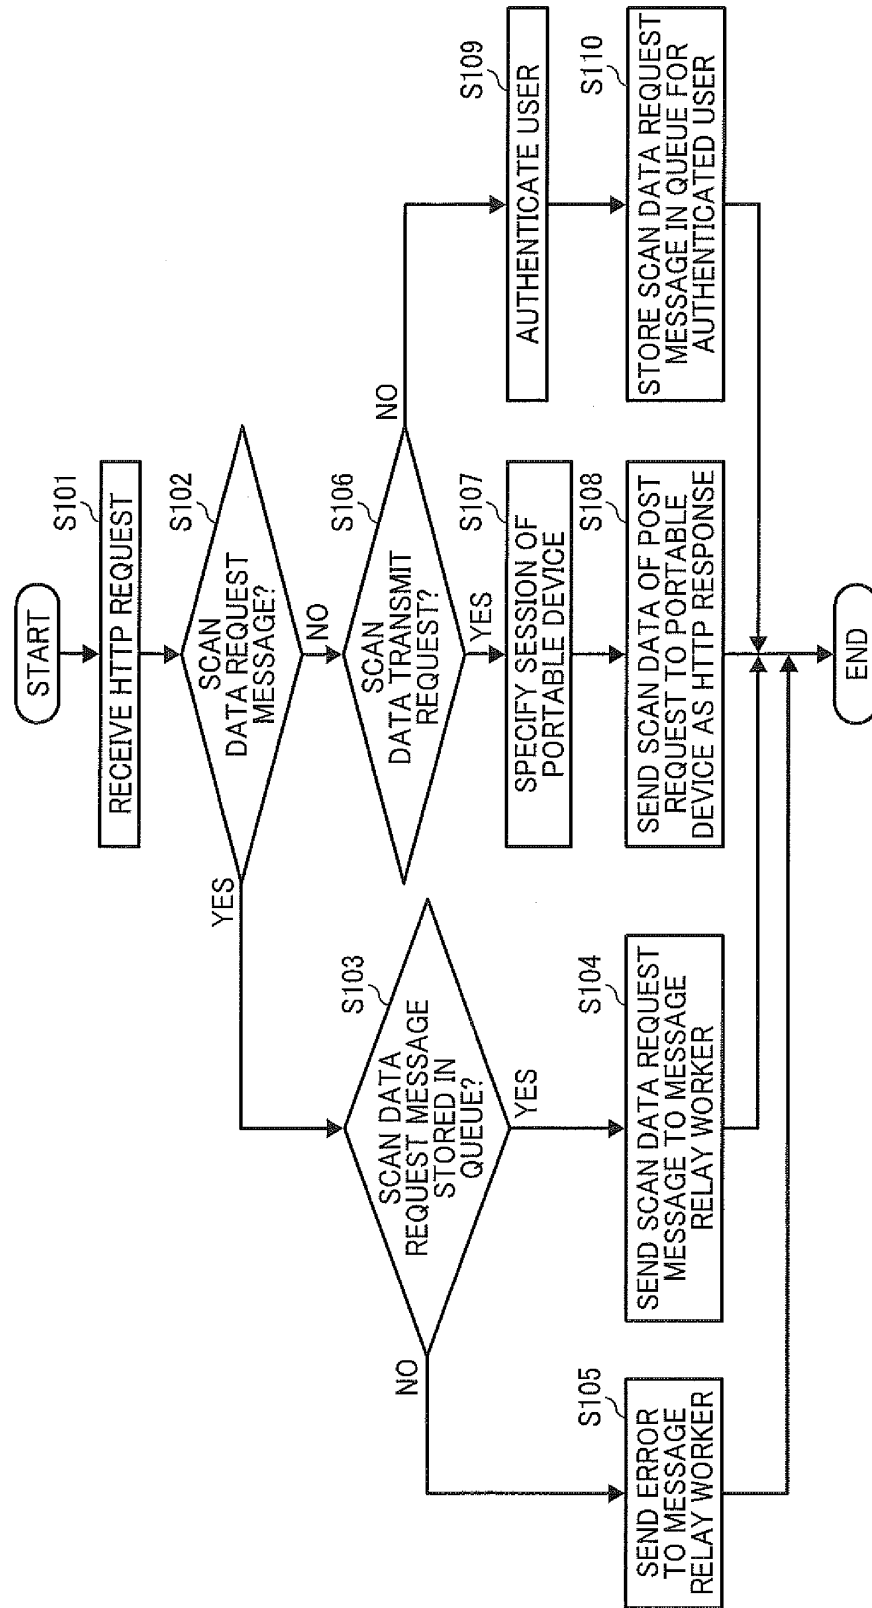 START
S101
RECEIVE HTTP REQUEST
S102
SCAN
DATA REQUEST
MESSAGE?
YES
NO
S103
SCAN DATA
REQUEST MESSAGE
STORED IN
QUEUE?
NO
YES
S105
SEND ERROR
TO MESSAGE
RELAY WORKER
S104
SEND SCAN DATA REQUEST
MESSAGE TO MESSAGE
RELAY WORKER
S106
SCAN
DATA TRANSMIT
REQUEST?
NO
YES
S107
SPECIFY SESSION OF
PORTABLE DEVICE
S108
SEND SCAN DATA OF POST
REQUEST TO PORTABLE
DEVICE AS HTTP RESPONSE
S109
AUTHENTICATE USER
S110
STORE SCAN DATA REQUEST
MESSAGE IN QUEUE FOR
AUTHENTICATED USER
END